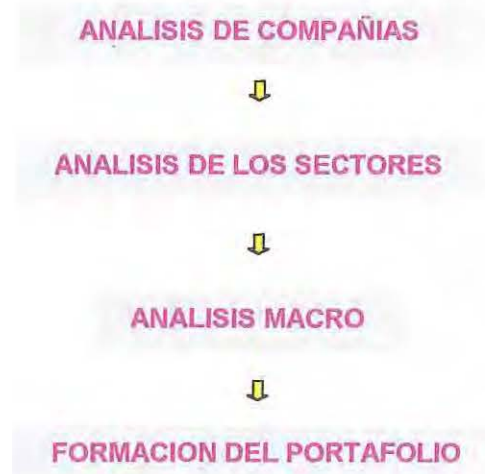 ANALISIS DE COMPAÑIAS
ANALISIS DE LOS SECTORES
ANALISIS MACRO
FORMACION DEL PORTAFOLIO